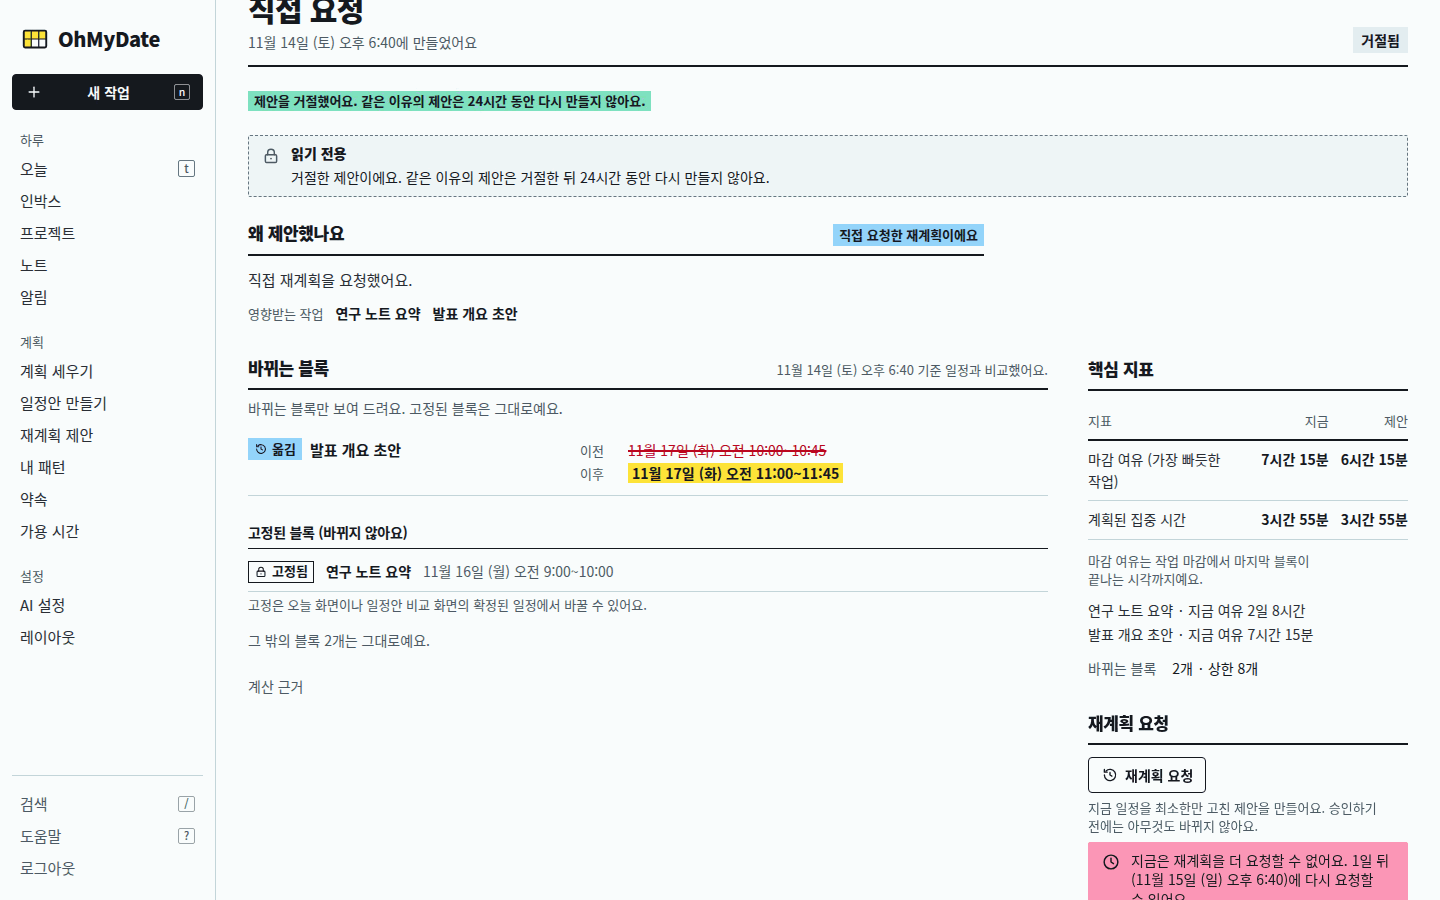 OhMyDate
새 작업
n
하루
오늘
t
인박스
프로젝트
노트
알림
계획
계획 세우기
일정안 만들기
재계획 제안
내 패턴
약속
가용 시간
설정
AI 설정
레이아웃
검색
/
도움말
?
로그아웃
직접 요청
11월 14일 (토) 오후 6:40에 만들었어요
거절됨
제안을 거절했어요. 같은 이유의 제안은 24시간 동안 다시 만들지 않아요.
읽기 전용
거절한 제안이에요. 같은 이유의 제안은 거절한 뒤 24시간 동안 다시 만들지 않아요.
왜 제안했나요
직접 요청한 재계획이에요
직접 재계획을 요청했어요.
영향받는 작업 연구 노트 요약 발표 개요 초안
바뀌는 블록
11월 14일 (토) 오후 6:40 기준 일정과 비교했어요.
바뀌는 블록만 보여 드려요. 고정된 블록은 그대로예요.
옮김 발표 개요 초안
이전 11월 17일 (화) 오전 10:00~10:45
이후 11월 17일 (화) 오전 11:00~11:45
고정된 블록 (바뀌지 않아요)
고정됨 연구 노트 요약 11월 16일 (월) 오전 9:00~10:00
고정은 오늘 화면이나 일정안 비교 화면의 확정된 일정에서 바꿀 수 있어요.
그 밖의 블록 2개는 그대로예요.
계산 근거
핵심 지표
지표 지금 제안
마감 여유 (가장 빠듯한 7시간 15분 6시간 15분
작업)
계획된 집중 시간 3시간 55분 3시간 55분
마감 여유는 작업 마감에서 마지막 블록이
끝나는 시각까지예요.
연구 노트 요약 · 지금 여유 2일 8시간
발표 개요 초안 · 지금 여유 7시간 15분
바뀌는 블록 2개 · 상한 8개
재계획 요청
재계획 요청
지금 일정을 최소한만 고친 제안을 만들어요. 승인하기
전에는 아무것도 바뀌지 않아요.
지금은 재계획을 더 요청할 수 없어요. 1일 뒤
(11월 15일 (일) 오후 6:40)에 다시 요청할
수 있어요.